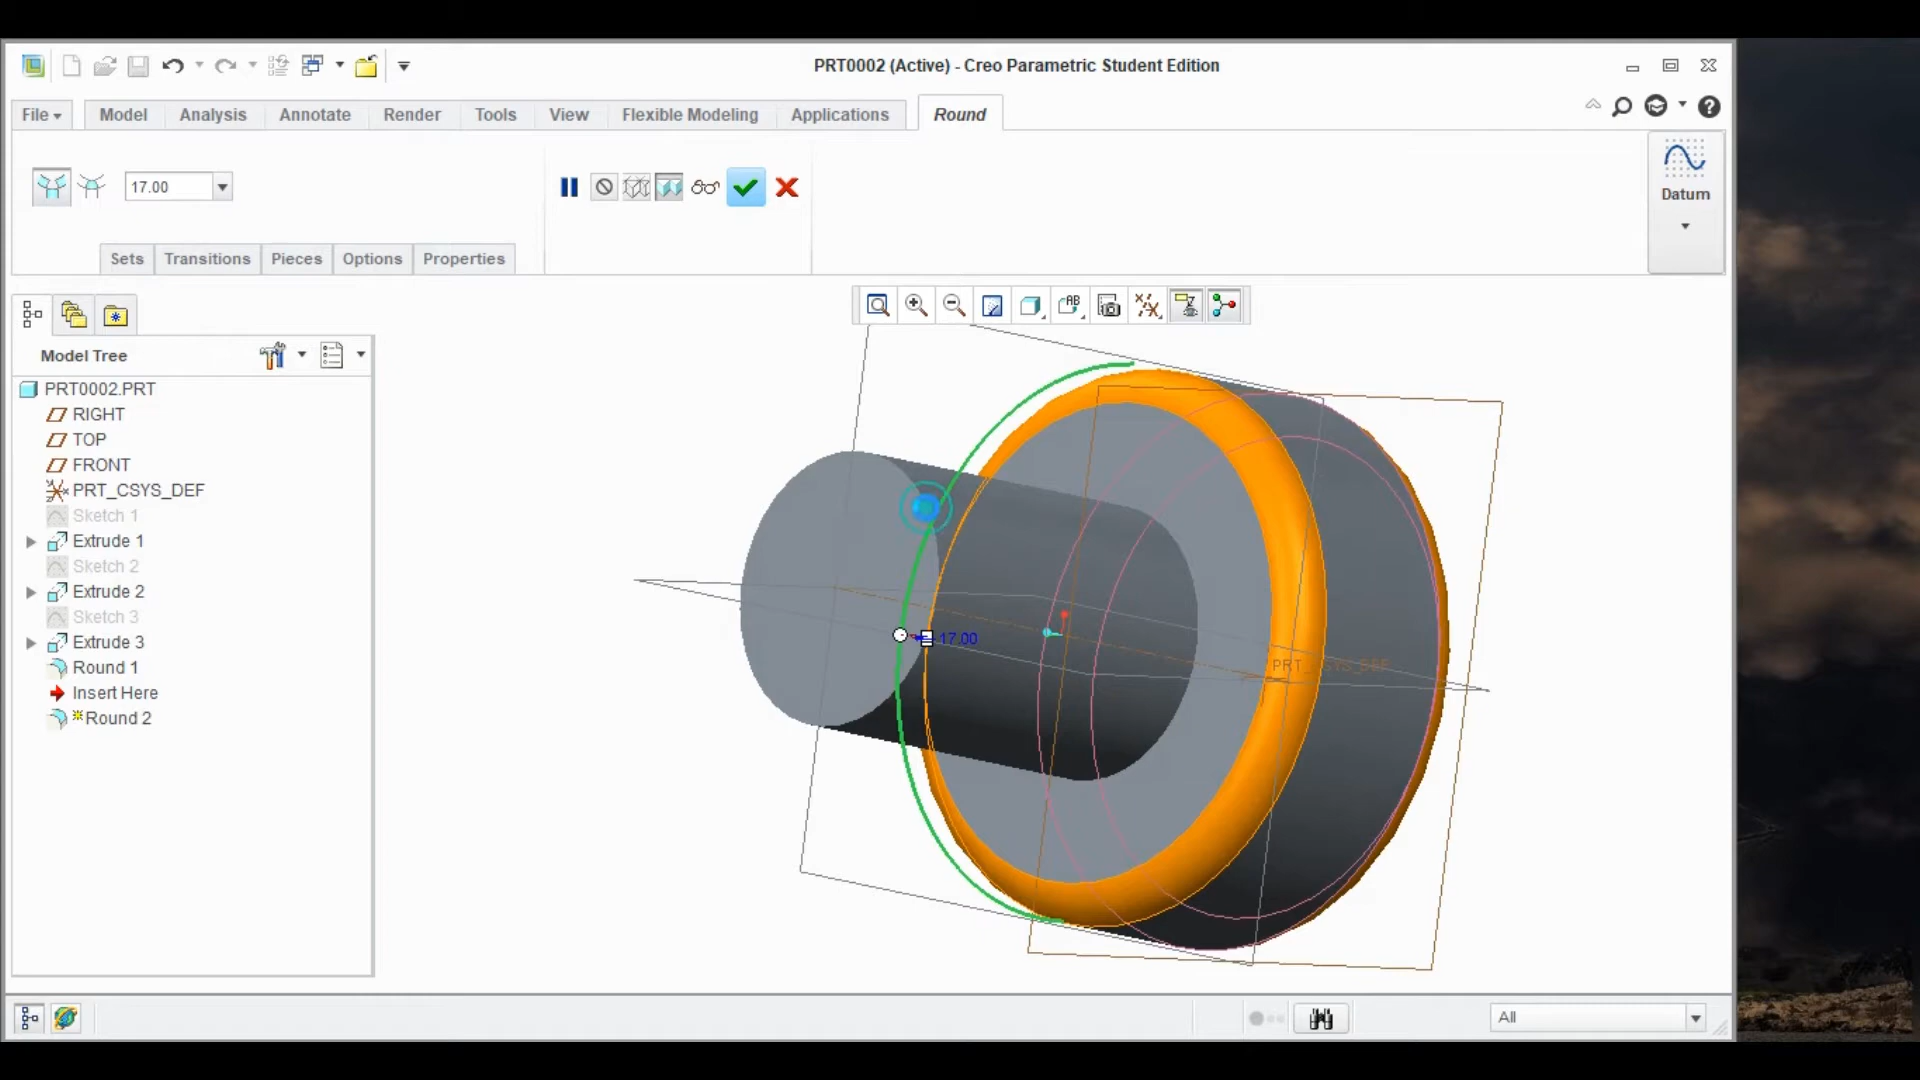 PRT0002 (Active) - Creo Parametric Student Edition
File Model Analysis Annotate Render Tools View Flexible Modeling Applications Round
17.00
Datum
Sets Transitions Pieces Options Properties
Model Tree
PRT0002.PRT
RIGHT
TOP
FRONT
PRT_CSYS_DEF
Sketch 1
Extrude 1
Sketch 2
Extrude 2
Sketch 3
Extrude 3
Round 1
Insert Here
Round 2
17.00
PRT_CSYS_DEF
All